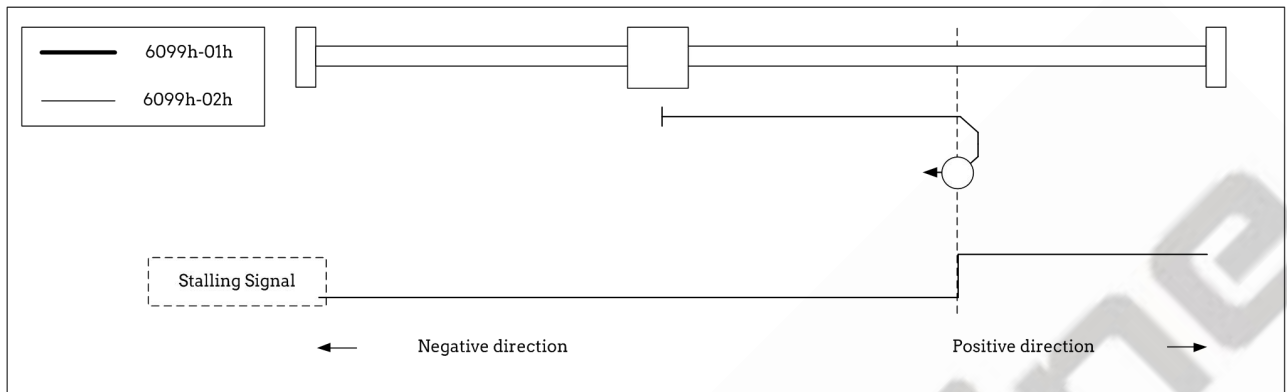 6099h-01h
6099h-02h
Stalling Signal
Negative direction
Positive direction